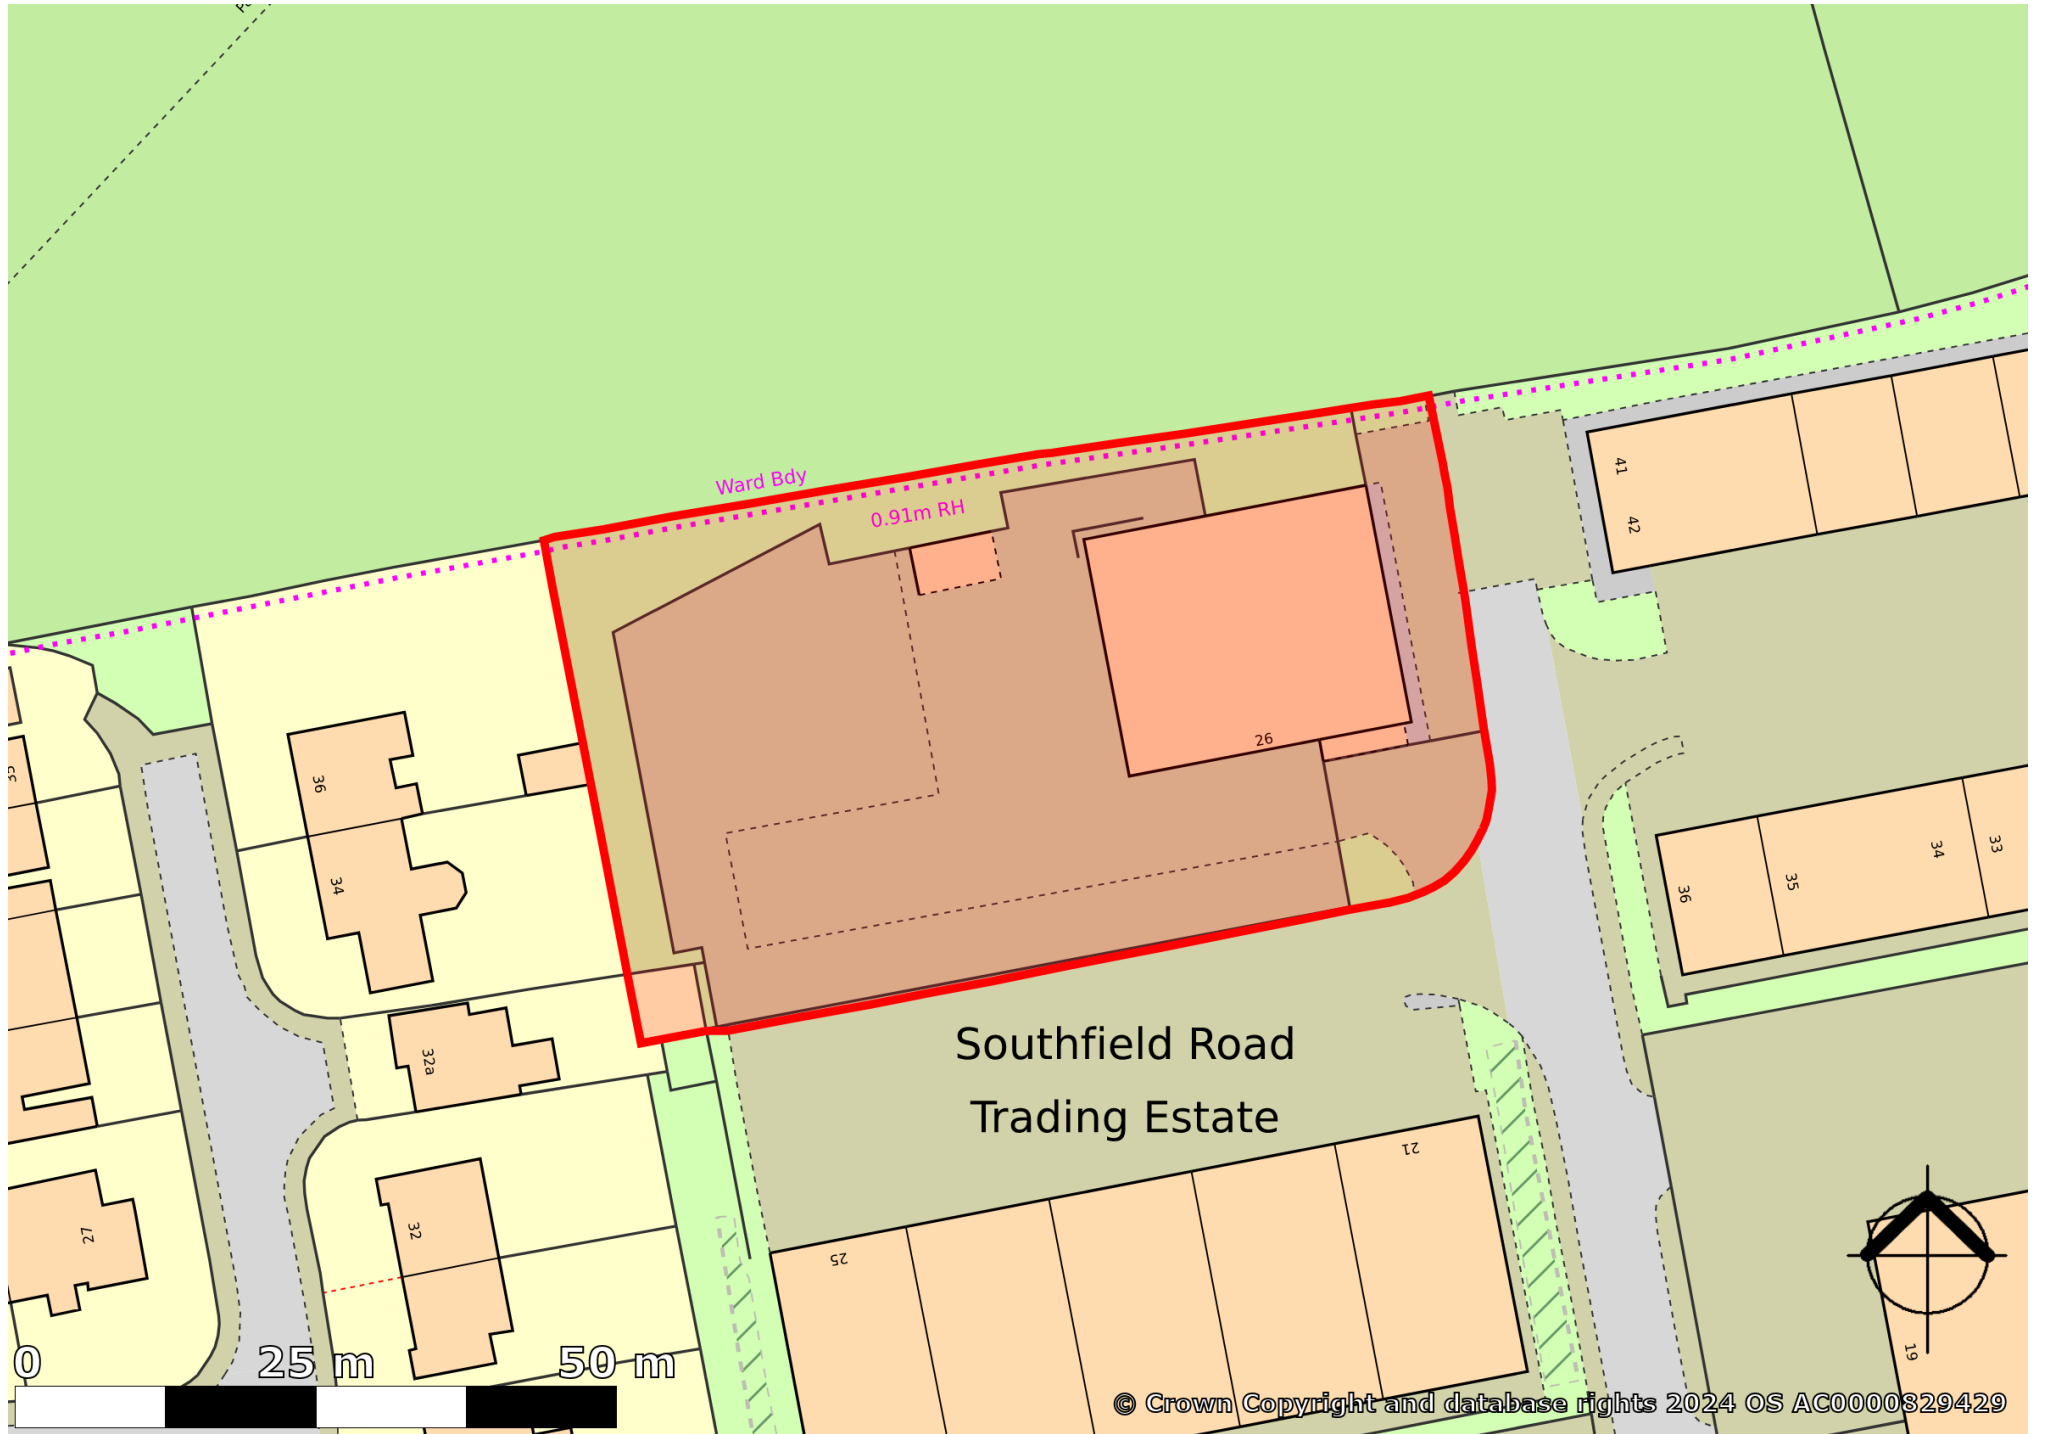 Ward Bdy
0.91m RH
41
42
26
36
34
36
35
34
33
32a
Southfield Road
Trading Estate
21
25
27
32
19
0
25 m
50 m
© Crown Copyright and database rights 2024 OS AC0000829429